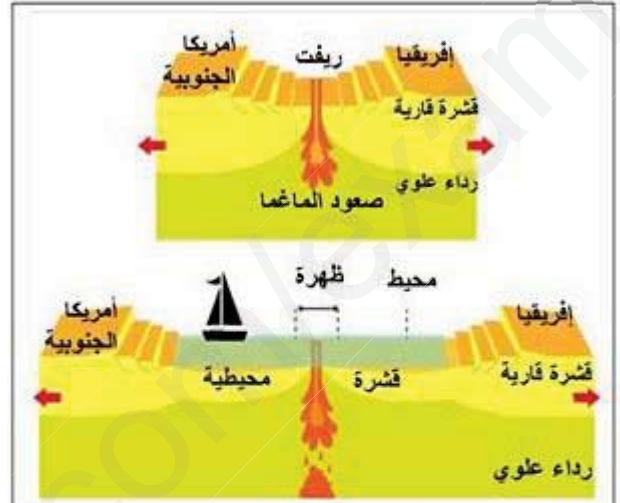 أمريكا
الجنوبية
ريفت
إفريقيا
قشرة قارية
رداء علوي
صعود الماغما
ظهرة
محيط
أمريكا
الجنوبية
إفريقيا
محيطية
قشرة
قشرة قارية
رداء علوي